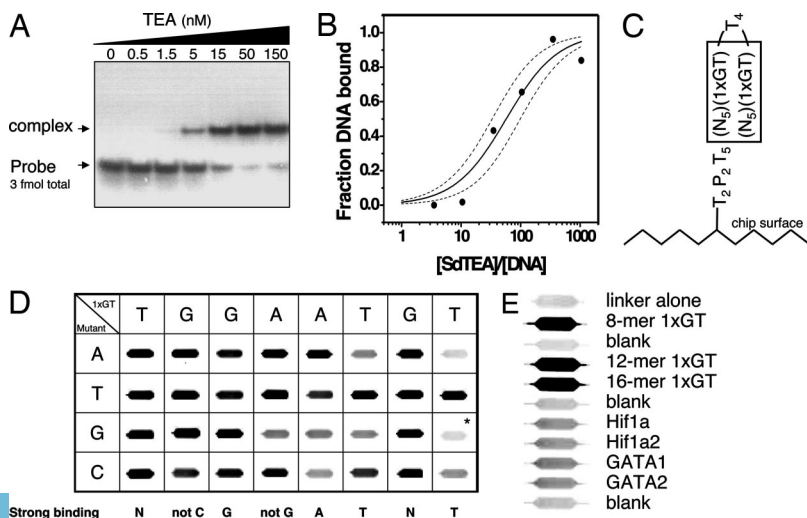 A
TEA (nM)
0 0.5 1.5 5 15 50 150
complex
Probe
3 fmol total
B
Fraction DNA bound
1.0
0.8
0.6
0.4
0.2
0.0
1 10 100 1000
[SdTEA]/[DNA]
C
T4
(N5)(1xGT)
(N5)(1xGT)
T2 P2 T5
chip surface
D
1xGT
Mutant
T G G A A T G T
A
T
G *
C
Strong binding N not C G not G A T N T
E
linker alone
8-mer 1xGT
blank
12-mer 1xGT
16-mer 1xGT
blank
Hif1a
Hif1a2
GATA1
GATA2
blank